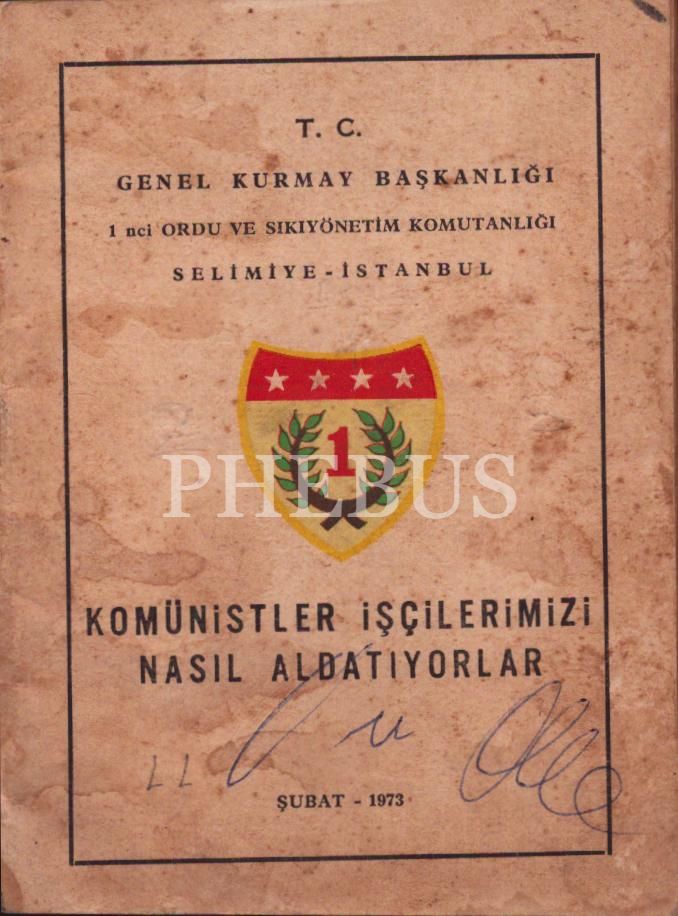 T. C.
GENEL KURMAY BAŞKANLIĞI
1 nci ORDU VE SIKIYÖNETİM KOMUTANLIĞI
SELİMİYE - İSTANBUL
1
PHEBUS
KOMÜNİSTLER İŞÇİLERİMİZİ
NASIL ALDATIYORLAR
ŞUBAT - 1973